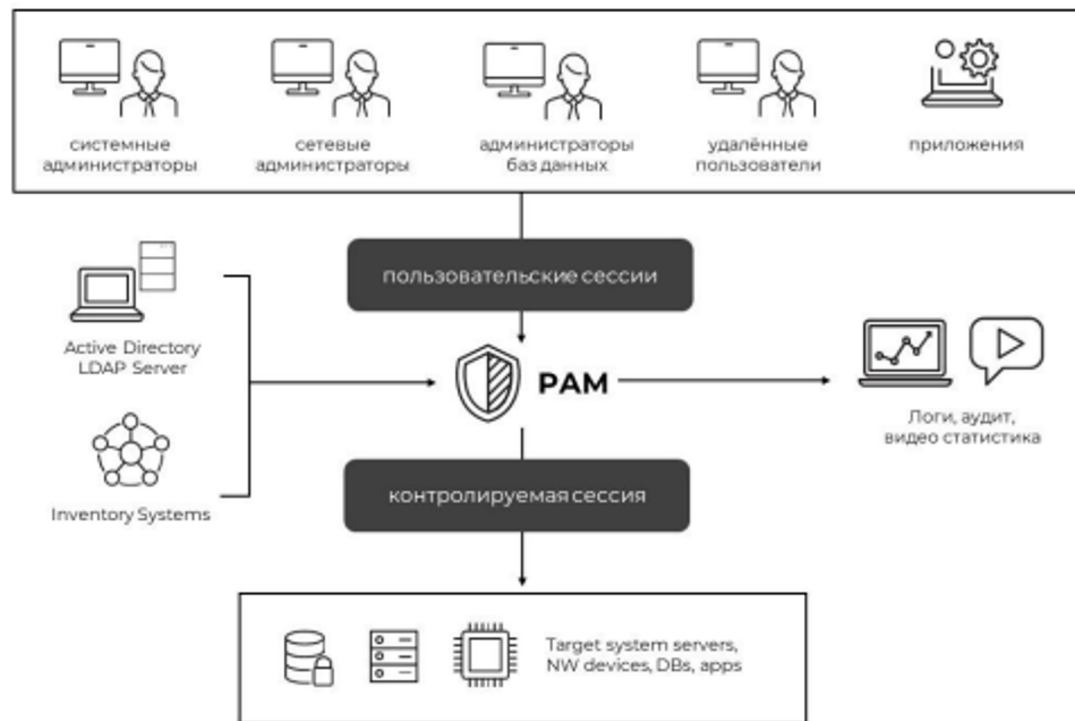 системные
администраторы
сетевые
администраторы
администраторы
баз данных
удалённые
пользователи
приложения
пользовательские сессии
Active Directory
LDAP Server
PAM
Логи, аудит,
видео статистика
Inventory Systems
контролируемая сессия
Target system servers,
NW devices, DBs, apps